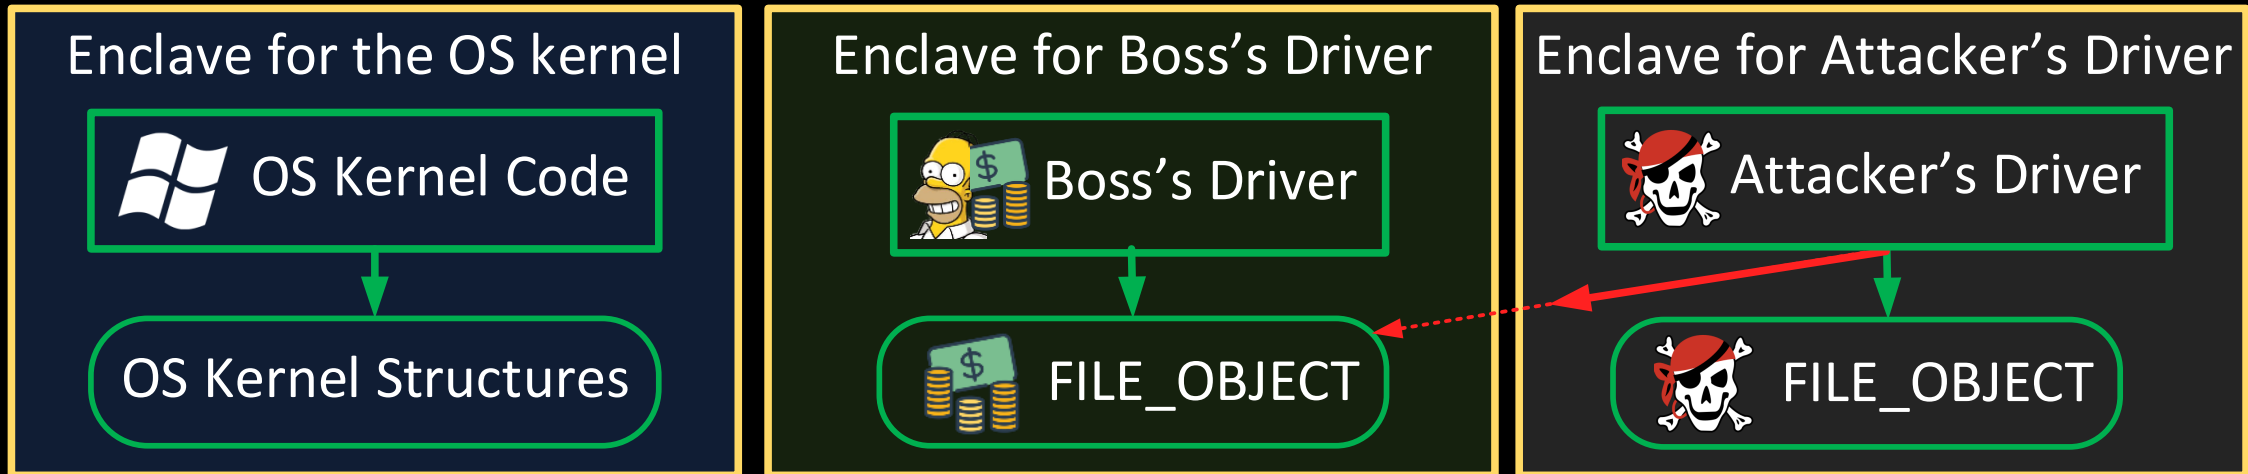 Enclave for the OS kernel
OS Kernel Code
OS Kernel Structures
Enclave for Boss’s Driver
$ Boss’s Driver
$ FILE_OBJECT
Enclave for Attacker’s Driver
Attacker’s Driver
FILE_OBJECT